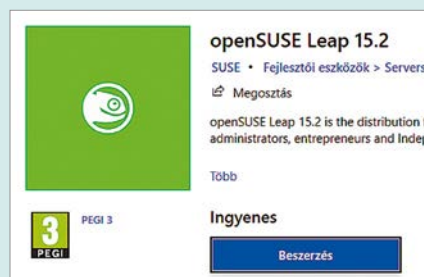 openSUSE Leap 15.2
SUSE • Fejlesztői eszközök > Servers
Megosztás
openSUSE Leap 15.2 is the distribution
administrators, entrepreneurs and
Több
3
PEGI
PEGI 3
Ingyenes
Beszerzés